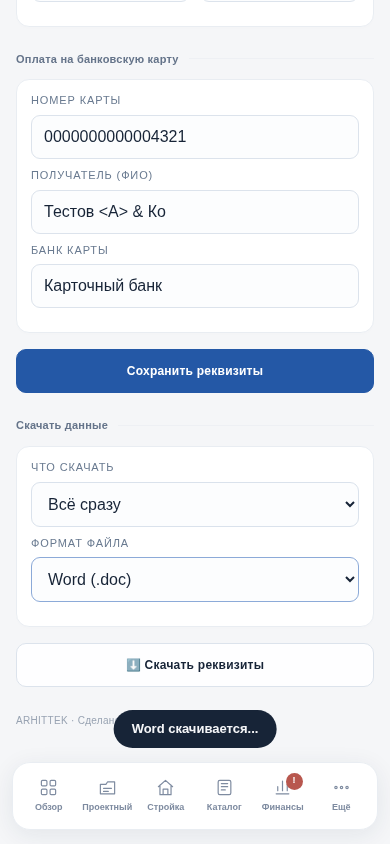 Оплата на банковскую карту
НОМЕР КАРТЫ
0000000000004321
ПОЛУЧАТЕЛЬ (ФИО)
Тестов <А> & Ко
БАНК КАРТЫ
Карточный банк
Сохранить реквизиты
Скачать данные
ЧТО СКАЧАТЬ
Всё сразу
ФОРМАТ ФАЙЛА
Word (.doc)
⬇️ Скачать реквизиты
ARHITTEK · Сделан
Word скачивается...
Обзор
Проектный
Стройка
Каталог
!
Финансы
Ещё